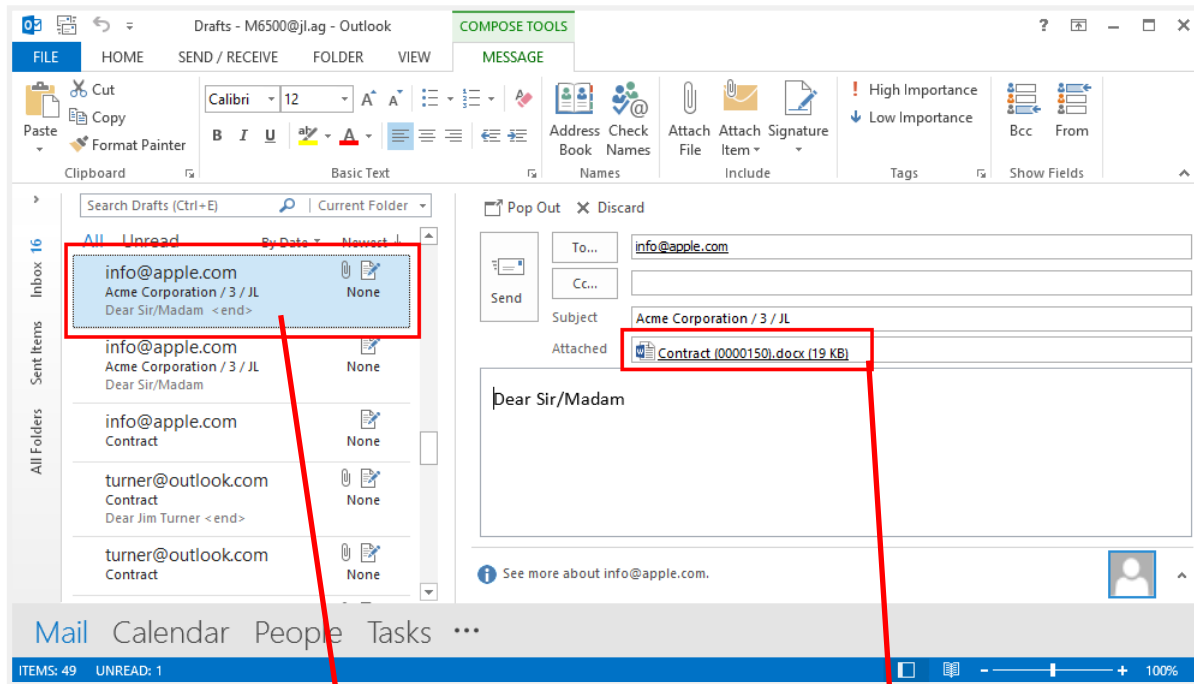 Drafts - M6500@jl.ag - Outlook
COMPOSE TOOLS
?
FILE HOME SEND / RECEIVE FOLDER VIEW MESSAGE
Paste
Cut
Copy
Format Painter
Clipboard
Calibri 12
B I U
Basic Text
Address Book
Check Names
Names
Attach File
Attach Item
Signature
Include
High Importance
Low Importance
Tags
Bcc
From
Show Fields
Inbox 16
Sent Items
All Folders
Search Drafts (Ctrl+E)
Current Folder
All Unread By Date Newest
info@apple.com
Acme Corporation / 3 / JL None
Dear Sir/Madam <end>
info@apple.com
Acme Corporation / 3 / JL None
Dear Sir/Madam
info@apple.com
Contract None
turner@outlook.com
Contract None
Dear Jim Turner <end>
turner@outlook.com
Contract None
Pop Out Discard
Send
To... info@apple.com
Cc...
Subject Acme Corporation / 3 / JL
Attached Contract (0000150).docx (19 KB)
Dear Sir/Madam
See more about info@apple.com.
Mail Calendar People Tasks •••
ITEMS: 49 UNREAD: 1
100%